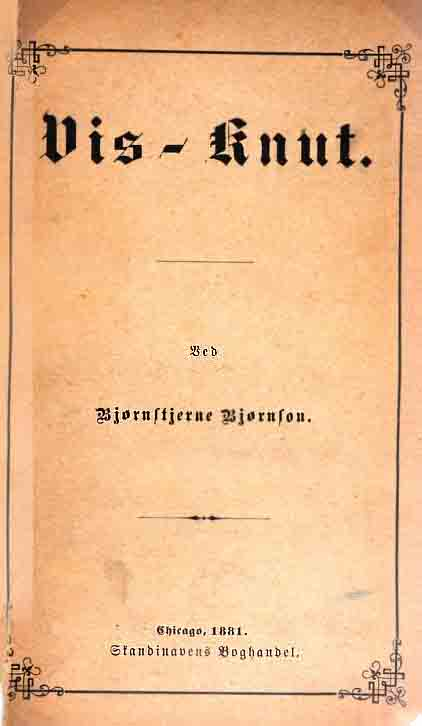 Vis-Knut.
Ved
Bjørnstjerne Bjørnson.
Chicago, 1881.
Skandinavens Boghandel.